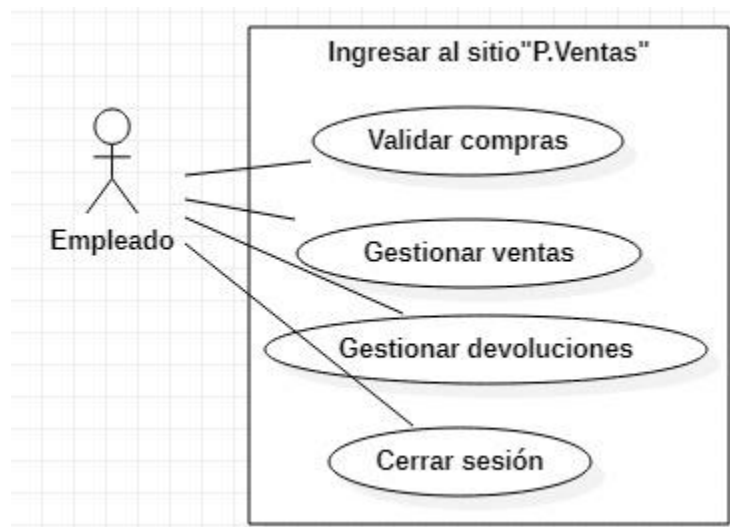 Ingresar al sitio"P.Ventas"
Validar compras
Empleado
Gestionar ventas
Gestionar devoluciones
Cerrar sesión